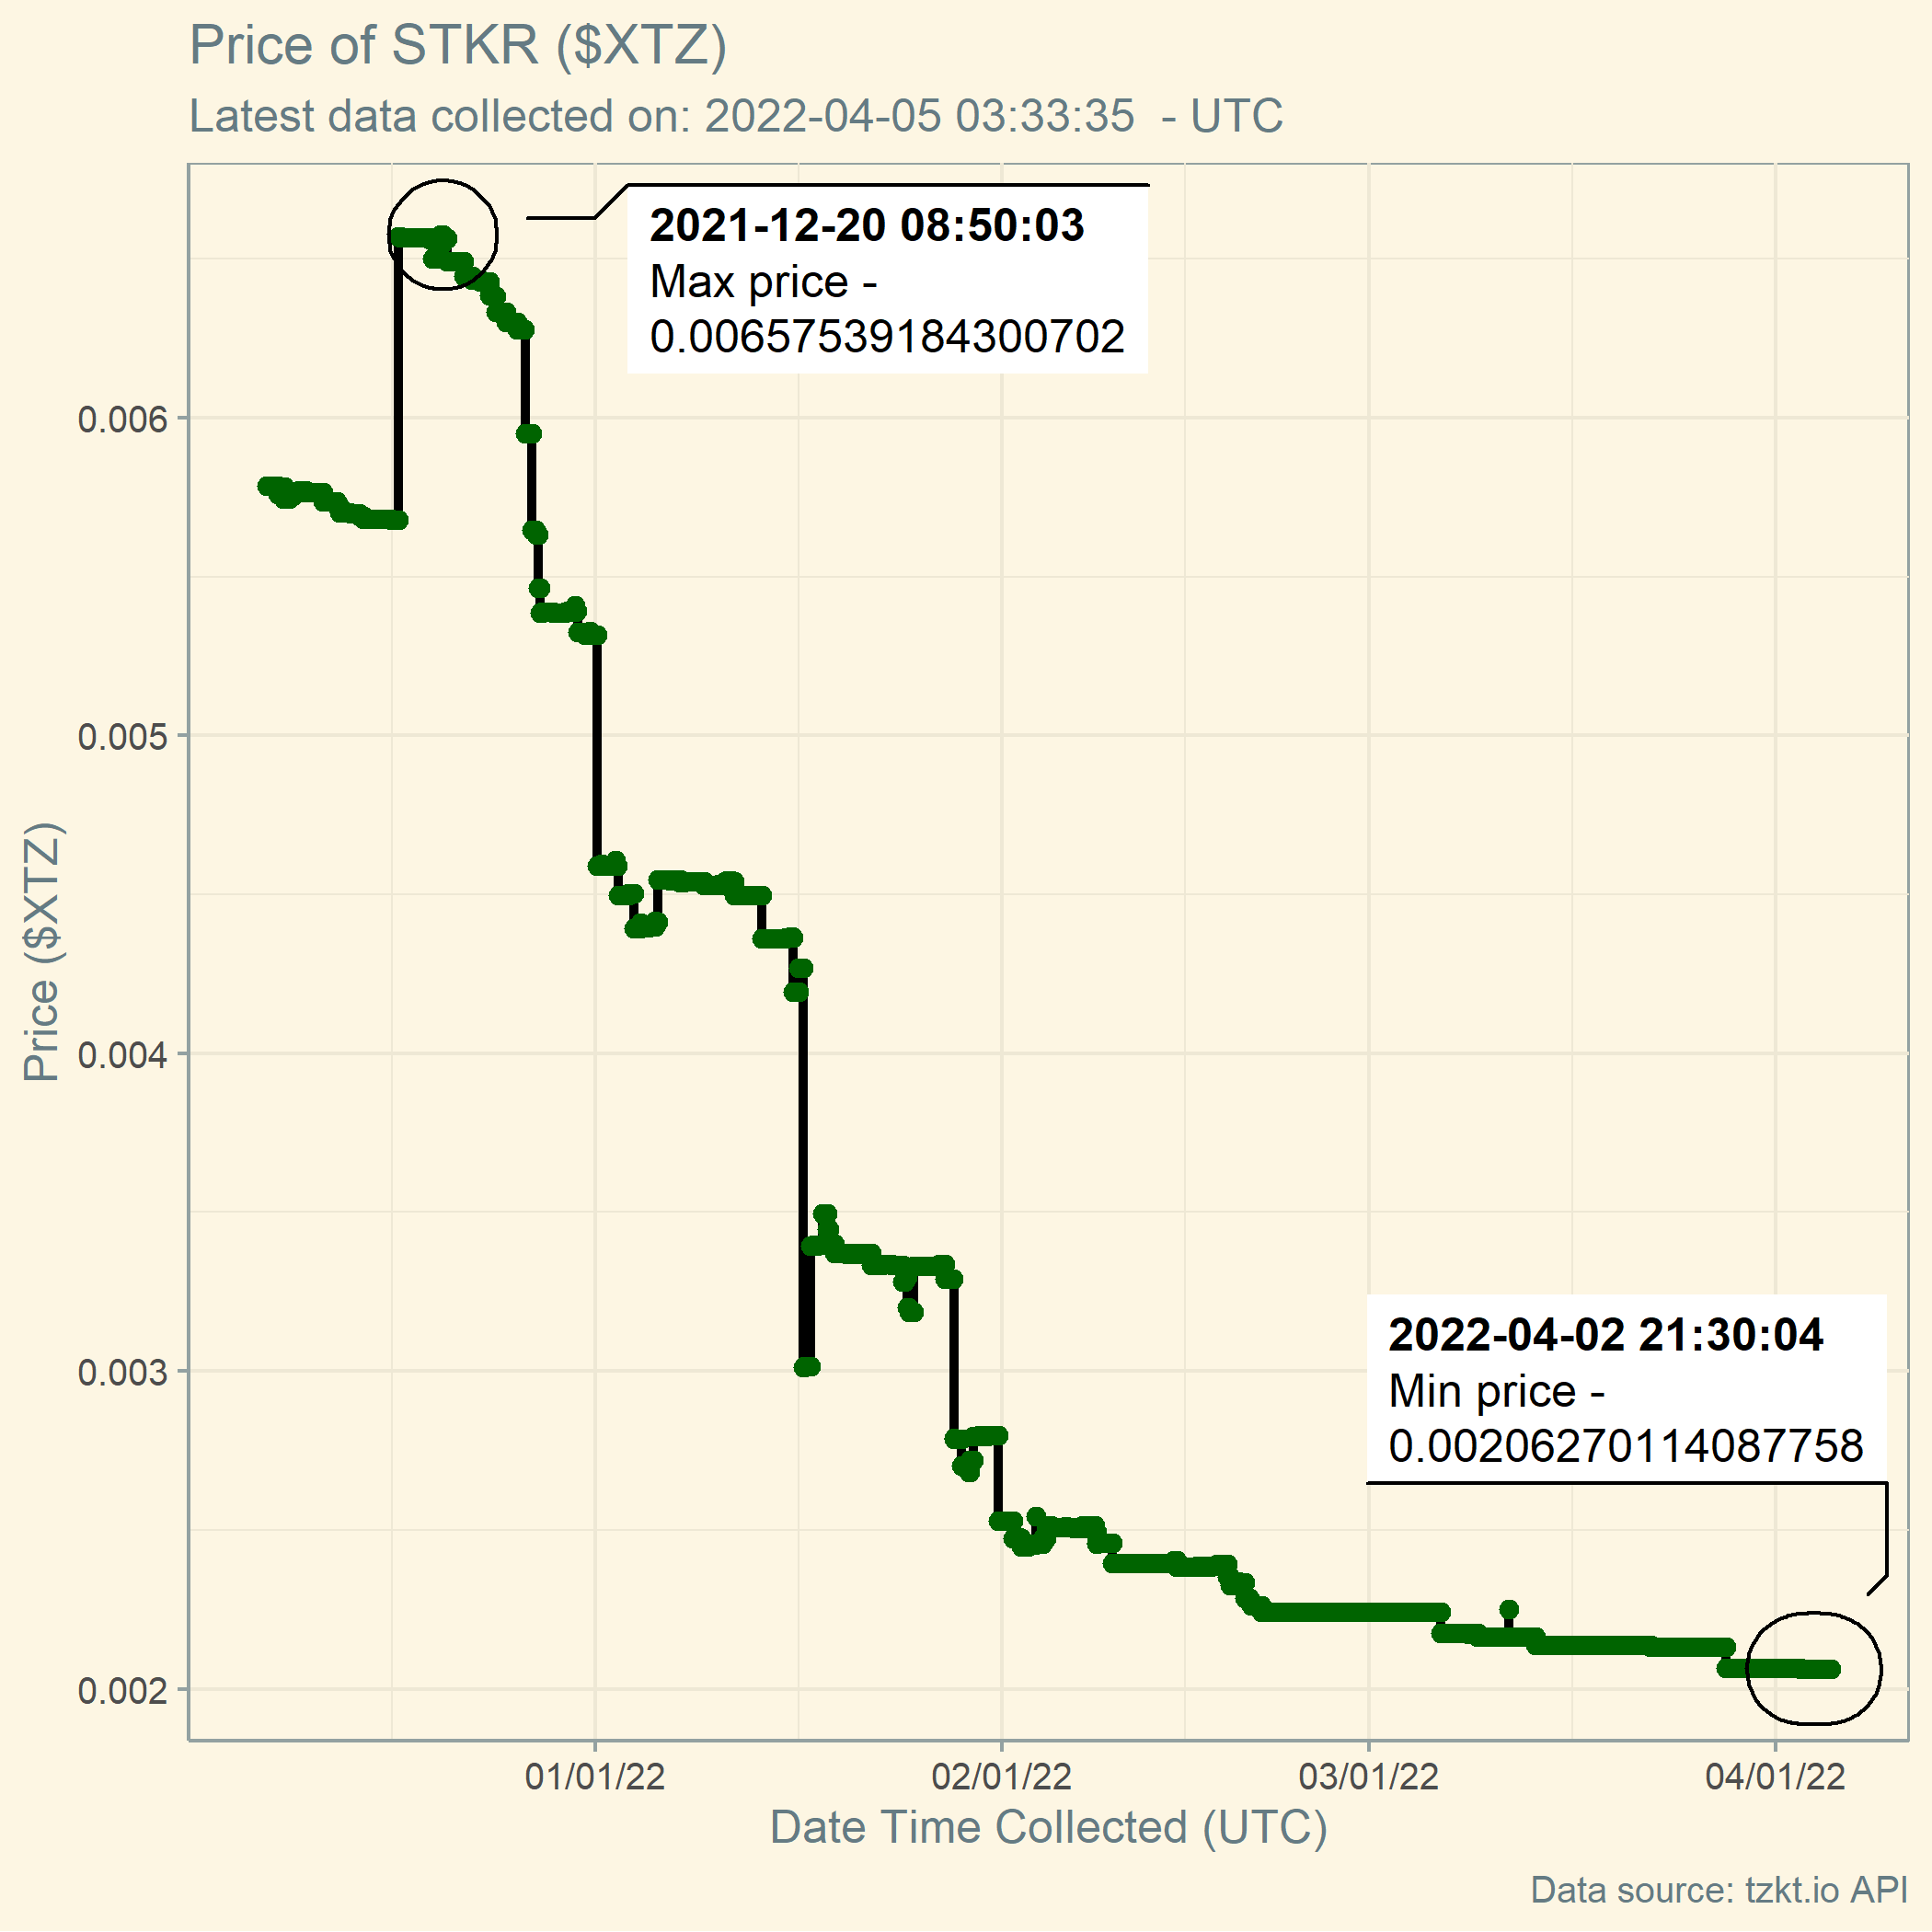 Price of STKR ($XTZ)
Latest data collected on: 2022-04-05 03:33:35  - UTC
2021-12-20 08:50:03
Max price -
0.00657539184300702
0.006
0.005
0.004
0.003
0.002
Price ($XTZ)
2022-04-02 21:30:04
Min price -
0.00206270114087758
01/01/22
02/01/22
03/01/22
04/01/22
Date Time Collected (UTC)
Data source: tzkt.io API